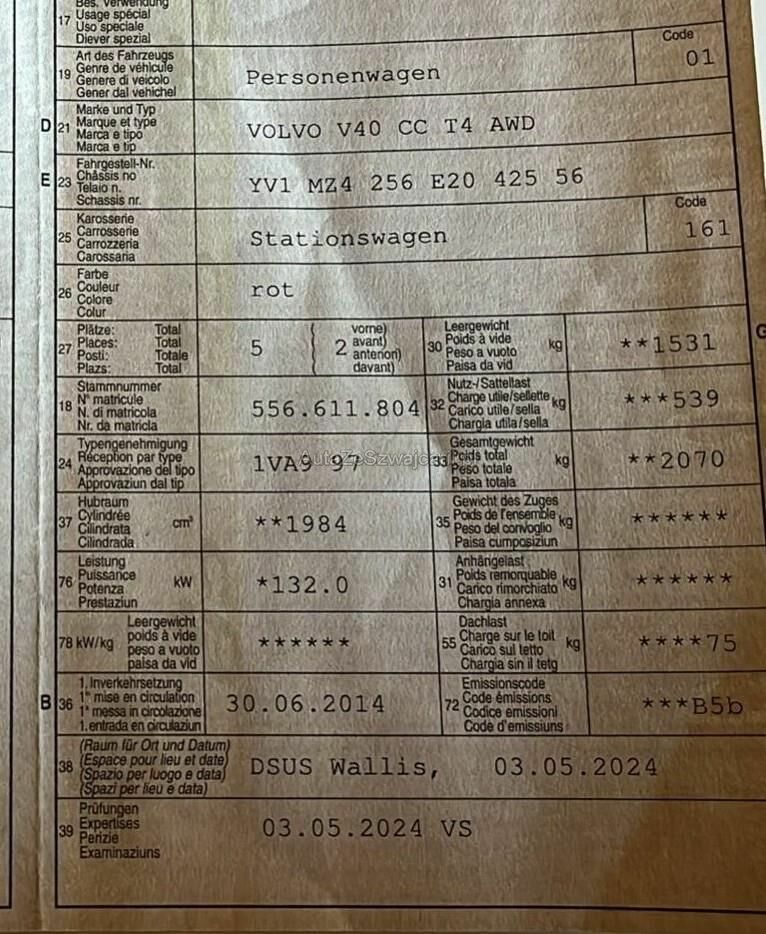 Bes. Verwendung
17 Usage spécial
Uso speciale
Diever spezial
Art des Fahrzeugs
19 Genre de véhicule
Genere di veicolo
Gener dal vehichel
Personenwagen
Code
01
Marke und Typ
D 21 Marque et type
Marca e tipo
Marca e tip
VOLVO V40 CC T4 AWD
Fahrgestell-Nr.
E 23 Châssis no
Telaio n.
Schassis nr.
YV1 MZ4 256 E20 425 56
Karosserie
25 Carrosserie
Carrozzeria
Carossaria
Stationswagen
Code
161
Farbe
26 Couleur
Colore
Colur
rot
Plätze: Total
27 Places: Total
Posti: Totale
Plazs: Total
5
2
vorne)
avant)
anteriori)
davant)
Leergewicht
30 Poids à vide kg
Peso a vuoto
Paisa da vid
**1531
G
Stammnummer
18 N° matricule
N. di matricola
Nr. da matricla
556.611.804
Nutz-/Sattellast
32 Charge utile/sellette kg
Carico utile/sella
Chargia utila/sella
***539
Typengenehmigung
24 Réception par type
Approvazione del tipo
Approvaziun dal tip
1VA9 97
AutaZeSzwajcarii
Gesamtgewicht
33 Poids total kg
Peso totale
Paisa totala
**2070
Hubraum
37 Cylindrée cm³
Cilindrata
Cilindrada
**1984
Gewicht des Zuges
35 Poids de l'ensemble kg
Peso del convoglio
Paisa cumposiziun
******
Leistung
76 Puissance kW
Potenza
Prestaziun
*132.0
Anhängelast
31 Poids remorquable kg
Carico rimorchiato
Chargia annexa
******
Leergewicht
78 kW/kg poids à vide
peso a vuoto
paisa da vid
******
Dachlast
55 Charge sur le toit kg
Carico sul tetto
Chargia sin il tetg
****75
1. Inverkehrsetzung
B 36 1re mise en circulation
1a messa in circolazione
1. entrada en circulaziun
30.06.2014
Emissionscode
72 Code émissions
Codice emissioni
Code d'emissiuns
***B5b
(Raum für Ort und Datum)
38 (Espace pour lieu et date)
(Spazio per luogo e data)
(Spazi per lieu e data)
DSUS Wallis, 03.05.2024
Prüfungen
39 Expertises
Perizie
Examinaziuns
03.05.2024 VS